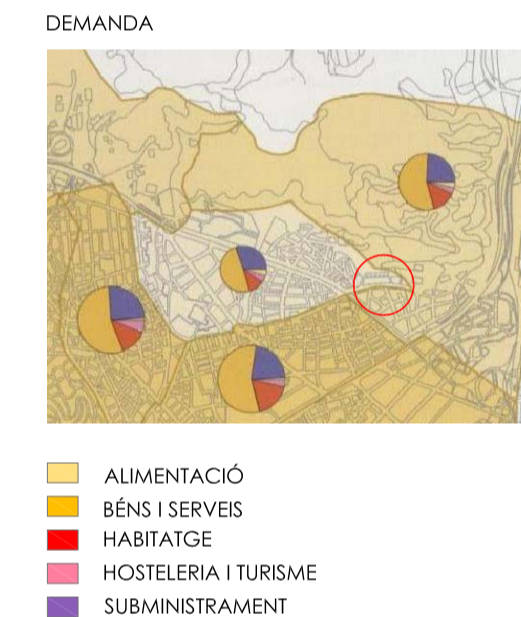 DEMANDA
ALIMENTACIÓ
BÉNS I SERVEIS
HABITATGE
HOSTELERIA I TURISME
SUBMINISTRAMENT